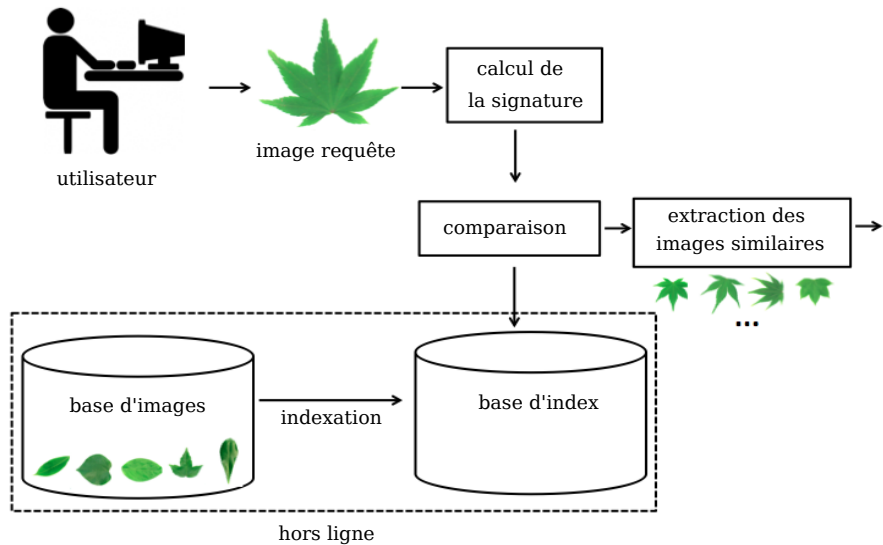 calcul de
la signature
image requête
utilisateur
comparaison
extraction des
images similaires
...
base d'images
indexation
base d'index
hors ligne